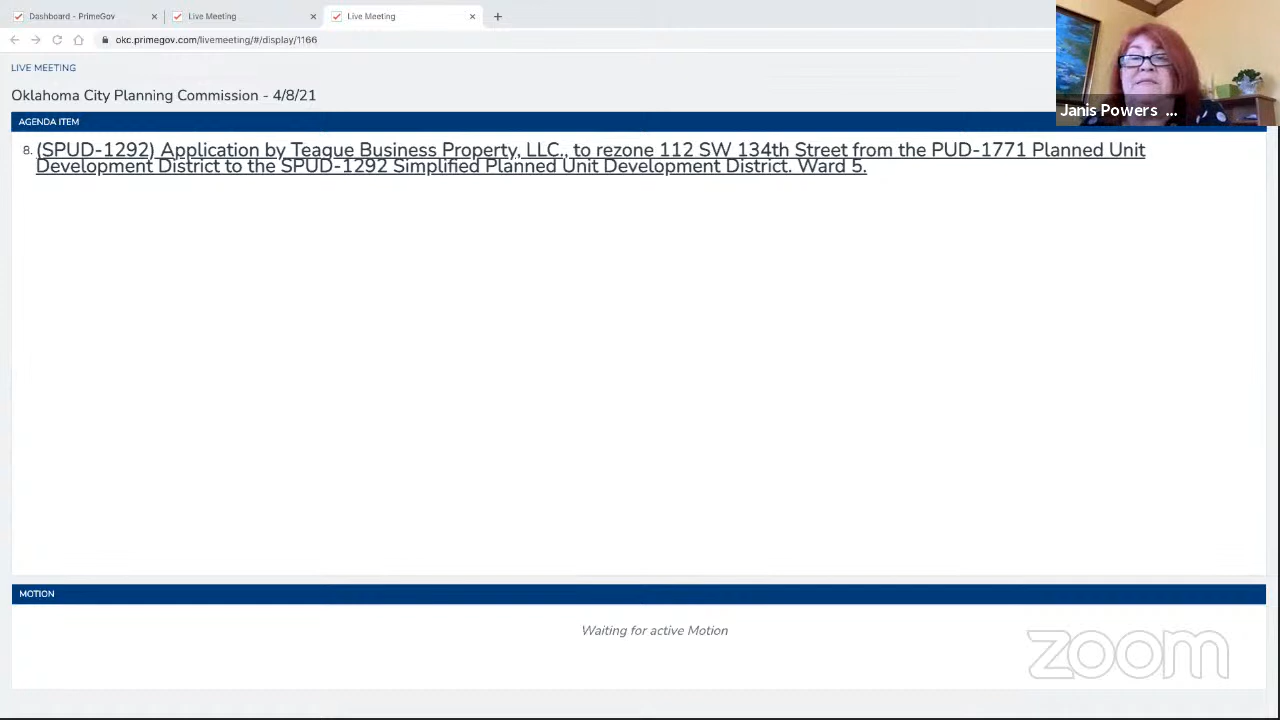 Dashboard - PrimeGov
Live Meeting
Live Meeting
okc.primegov.com/livemeeting/#/display/1166
LIVE MEETING
Oklahoma City Planning Commission - 4/8/21
Janis Powers ...
AGENDA ITEM
8. (SPUD-1292) Application by Teague Business Property, LLC., to rezone 112 SW 134th Street from the PUD-1771 Planned Unit
Development District to the SPUD-1292 Simplified Planned Unit Development District. Ward 5.
MOTION
Waiting for active Motion
zoom